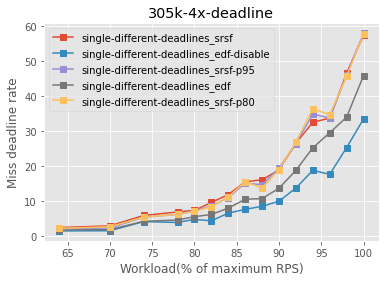 305k-4x-deadline
single-different-deadlines_srsf
single-different-deadlines_edf-disable
single-different-deadlines_srsf-p95
single-different-deadlines_edf
single-different-deadlines_srsf-p80
Miss deadline rate
60
50
40
30
20
10
0
65 70 75 80 85 90 95 100
Workload(% of maximum RPS)